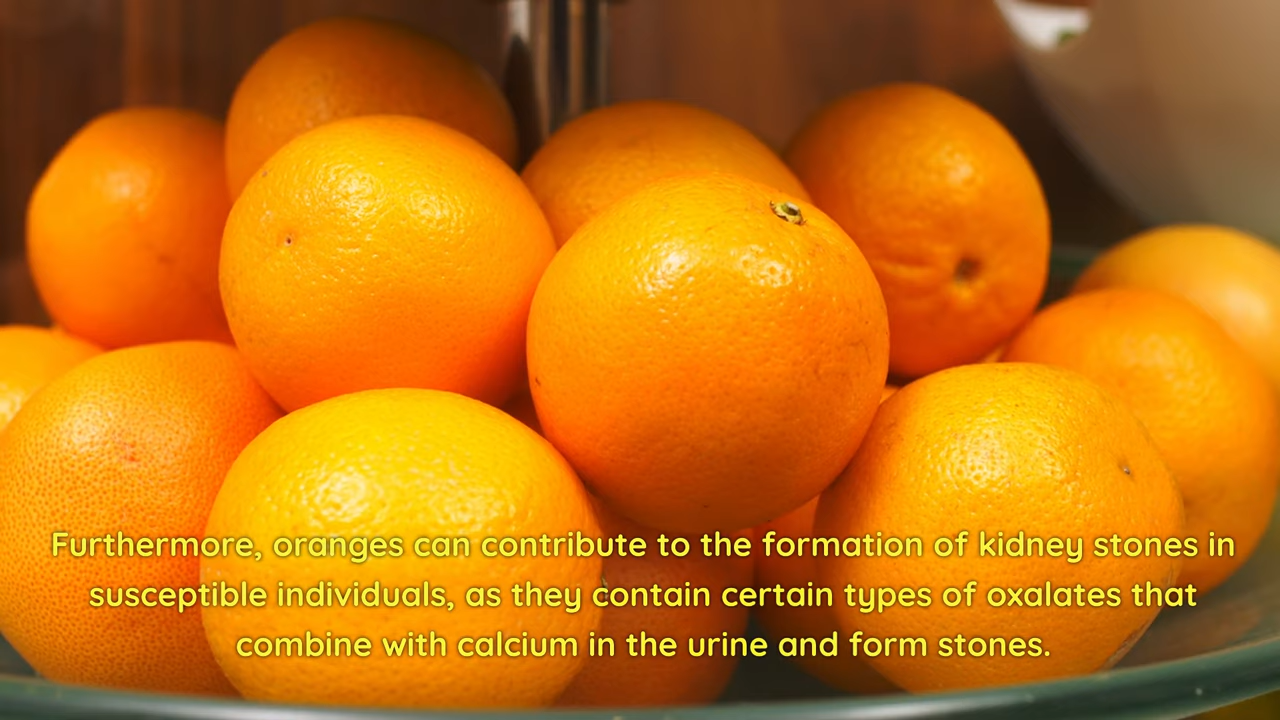 Furthermore, oranges can contribute to the formation of kidney stones in
susceptible individuals, as they contain certain types of oxalates that
combine with calcium in the urine and form stones.